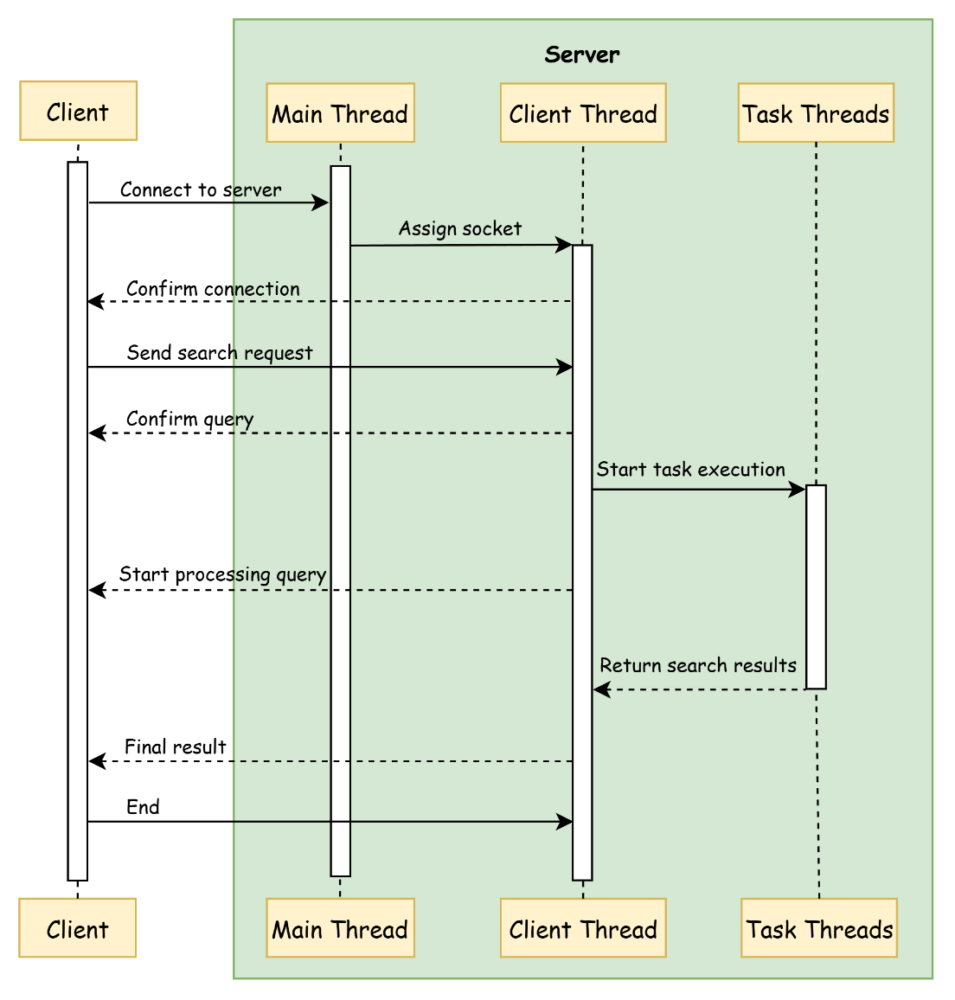 Server
Client
Main Thread
Client Thread
Task Threads
Connect to server
Assign socket
Confirm connection
Send search request
Confirm query
Start task execution
Start processing query
Return search results
Final result
End
Client
Main Thread
Client Thread
Task Threads